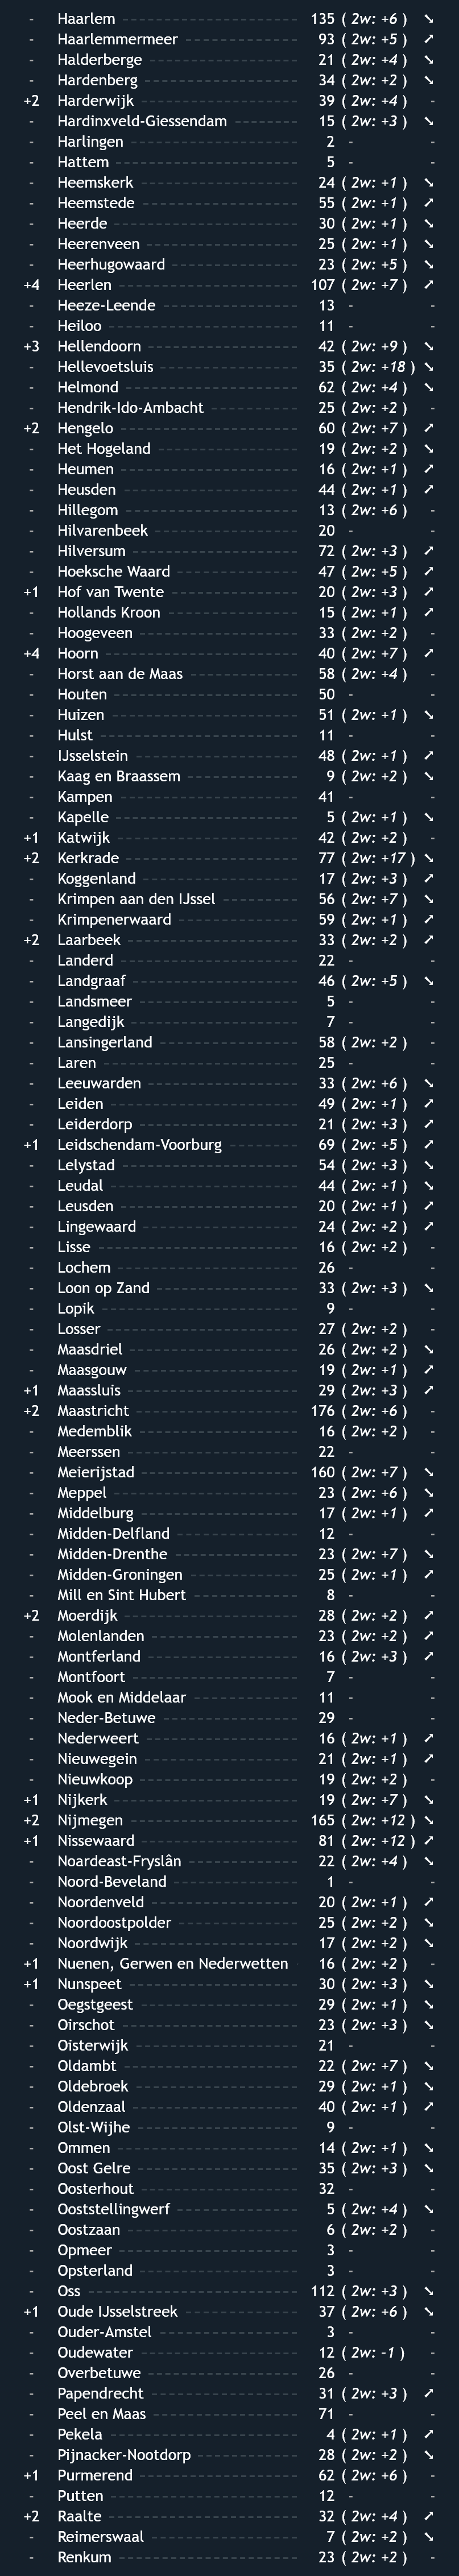 - Haarlem 135 ( 2w: +6 ) ↘
- Haarlemmermeer 93 ( 2w: +5 ) ↗
- Halderberge 21 ( 2w: +4 ) ↘
- Hardenberg 34 ( 2w: +2 ) ↘
+2 Harderwijk 39 ( 2w: +4 ) -
- Hardinxveld-Giessendam 15 ( 2w: +3 ) ↘
- Harlingen 2 - -
- Hattem 5 - -
- Heemskerk 24 ( 2w: +1 ) ↘
- Heemstede 55 ( 2w: +1 ) ↗
- Heerde 30 ( 2w: +1 ) ↘
- Heerenveen 25 ( 2w: +1 ) ↘
- Heerhugowaard 23 ( 2w: +5 ) ↘
+4 Heerlen 107 ( 2w: +7 ) ↗
- Heeze-Leende 13 - -
- Heiloo 11 - -
+3 Hellendoorn 42 ( 2w: +9 ) ↘
- Hellevoetsluis 35 ( 2w: +18 ) ↘
- Helmond 62 ( 2w: +4 ) ↘
- Hendrik-Ido-Ambacht 25 ( 2w: +2 ) -
+2 Hengelo 60 ( 2w: +7 ) ↗
- Het Hogeland 19 ( 2w: +2 ) ↘
- Heumen 16 ( 2w: +1 ) ↗
- Heusden 44 ( 2w: +1 ) ↗
- Hillegom 13 ( 2w: +6 ) -
- Hilvarenbeek 20 - -
- Hilversum 72 ( 2w: +3 ) ↗
- Hoeksche Waard 47 ( 2w: +5 ) ↗
+1 Hof van Twente 20 ( 2w: +3 ) ↗
- Hollands Kroon 15 ( 2w: +1 ) ↗
- Hoogeveen 33 ( 2w: +2 ) -
+4 Hoorn 40 ( 2w: +7 ) ↗
- Horst aan de Maas 58 ( 2w: +4 ) -
- Houten 50 - -
- Huizen 51 ( 2w: +1 ) ↘
- Hulst 11 - -
- IJsselstein 48 ( 2w: +1 ) ↗
- Kaag en Braassem 9 ( 2w: +2 ) ↘
- Kampen 41 - -
- Kapelle 5 ( 2w: +1 ) ↘
+1 Katwijk 42 ( 2w: +2 ) -
+2 Kerkrade 77 ( 2w: +17 ) ↘
- Koggenland 17 ( 2w: +3 ) ↗
- Krimpen aan den IJssel 56 ( 2w: +7 ) ↘
- Krimpenerwaard 59 ( 2w: +1 ) ↗
+2 Laarbeek 33 ( 2w: +2 ) ↗
- Landerd 22 - -
- Landgraaf 46 ( 2w: +5 ) ↘
- Landsmeer 5 - -
- Langedijk 7 - -
- Lansingerland 58 ( 2w: +2 ) -
- Laren 25 - -
- Leeuwarden 33 ( 2w: +6 ) ↘
- Leiden 49 ( 2w: +1 ) ↗
- Leiderdorp 21 ( 2w: +3 ) ↗
+1 Leidschendam-Voorburg 69 ( 2w: +5 ) ↗
- Lelystad 54 ( 2w: +3 ) ↘
- Leudal 44 ( 2w: +1 ) ↘
- Leusden 20 ( 2w: +1 ) ↗
- Lingewaard 24 ( 2w: +2 ) ↗
- Lisse 16 ( 2w: +2 ) -
- Lochem 26 - -
- Loon op Zand 33 ( 2w: +3 ) ↘
- Lopik 9 - -
- Losser 27 ( 2w: +2 ) -
- Maasdriel 26 ( 2w: +2 ) ↘
- Maasgouw 19 ( 2w: +1 ) ↗
+1 Maassluis 29 ( 2w: +3 ) ↗
+2 Maastricht 176 ( 2w: +6 ) -
- Medemblik 16 ( 2w: +2 ) -
- Meerssen 22 - -
- Meierijstad 160 ( 2w: +7 ) ↘
- Meppel 23 ( 2w: +6 ) ↘
- Middelburg 17 ( 2w: +1 ) ↗
- Midden-Delfland 12 - -
- Midden-Drenthe 23 ( 2w: +7 ) ↘
- Midden-Groningen 25 ( 2w: +1 ) ↗
- Mill en Sint Hubert 8 - -
+2 Moerdijk 28 ( 2w: +2 ) ↗
- Molenlanden 23 ( 2w: +2 ) ↗
- Montferland 16 ( 2w: +3 ) ↗
- Montfoort 7 - -
- Mook en Middelaar 11 - -
- Neder-Betuwe 29 - -
- Nederweert 16 ( 2w: +1 ) ↗
- Nieuwegein 21 ( 2w: +1 ) ↗
- Nieuwkoop 19 ( 2w: +2 ) -
+1 Nijkerk 19 ( 2w: +7 ) ↘
+2 Nijmegen 165 ( 2w: +12 ) ↘
+1 Nissewaard 81 ( 2w: +12 ) ↗
- Noardeast-Fryslân 22 ( 2w: +4 ) ↘
- Noord-Beveland 1 - -
- Noordenveld 20 ( 2w: +1 ) ↗
- Noordoostpolder 25 ( 2w: +2 ) ↘
- Noordwijk 17 ( 2w: +2 ) ↘
+1 Nuenen, Gerwen en Nederwetten 16 ( 2w: +2 ) -
+1 Nunspeet 30 ( 2w: +3 ) ↘
- Oegstgeest 29 ( 2w: +1 ) ↘
- Oirschot 23 ( 2w: +3 ) ↘
- Oisterwijk 21 - -
- Oldambt 22 ( 2w: +7 ) ↘
- Oldebroek 29 ( 2w: +1 ) ↘
- Oldenzaal 40 ( 2w: +1 ) ↗
- Olst-Wijhe 9 - -
- Ommen 14 ( 2w: +1 ) ↘
- Oost Gelre 35 ( 2w: +3 ) ↘
- Oosterhout 32 - -
- Ooststellingwerf 5 ( 2w: +4 ) ↘
- Oostzaan 6 ( 2w: +2 ) -
- Opmeer 3 - -
- Opsterland 3 - -
- Oss 112 ( 2w: +3 ) ↘
+1 Oude IJsselstreek 37 ( 2w: +6 ) ↘
- Ouder-Amstel 3 - -
- Oudewater 12 ( 2w: -1 ) -
- Overbetuwe 26 - -
- Papendrecht 31 ( 2w: +3 ) ↗
- Peel en Maas 71 - -
- Pekela 4 ( 2w: +1 ) ↗
- Pijnacker-Nootdorp 28 ( 2w: +2 ) ↘
+1 Purmerend 62 ( 2w: +6 ) -
- Putten 12 - -
+2 Raalte 32 ( 2w: +4 ) ↗
- Reimerswaal 7 ( 2w: +2 ) ↘
- Renkum 23 ( 2w: +2 ) -